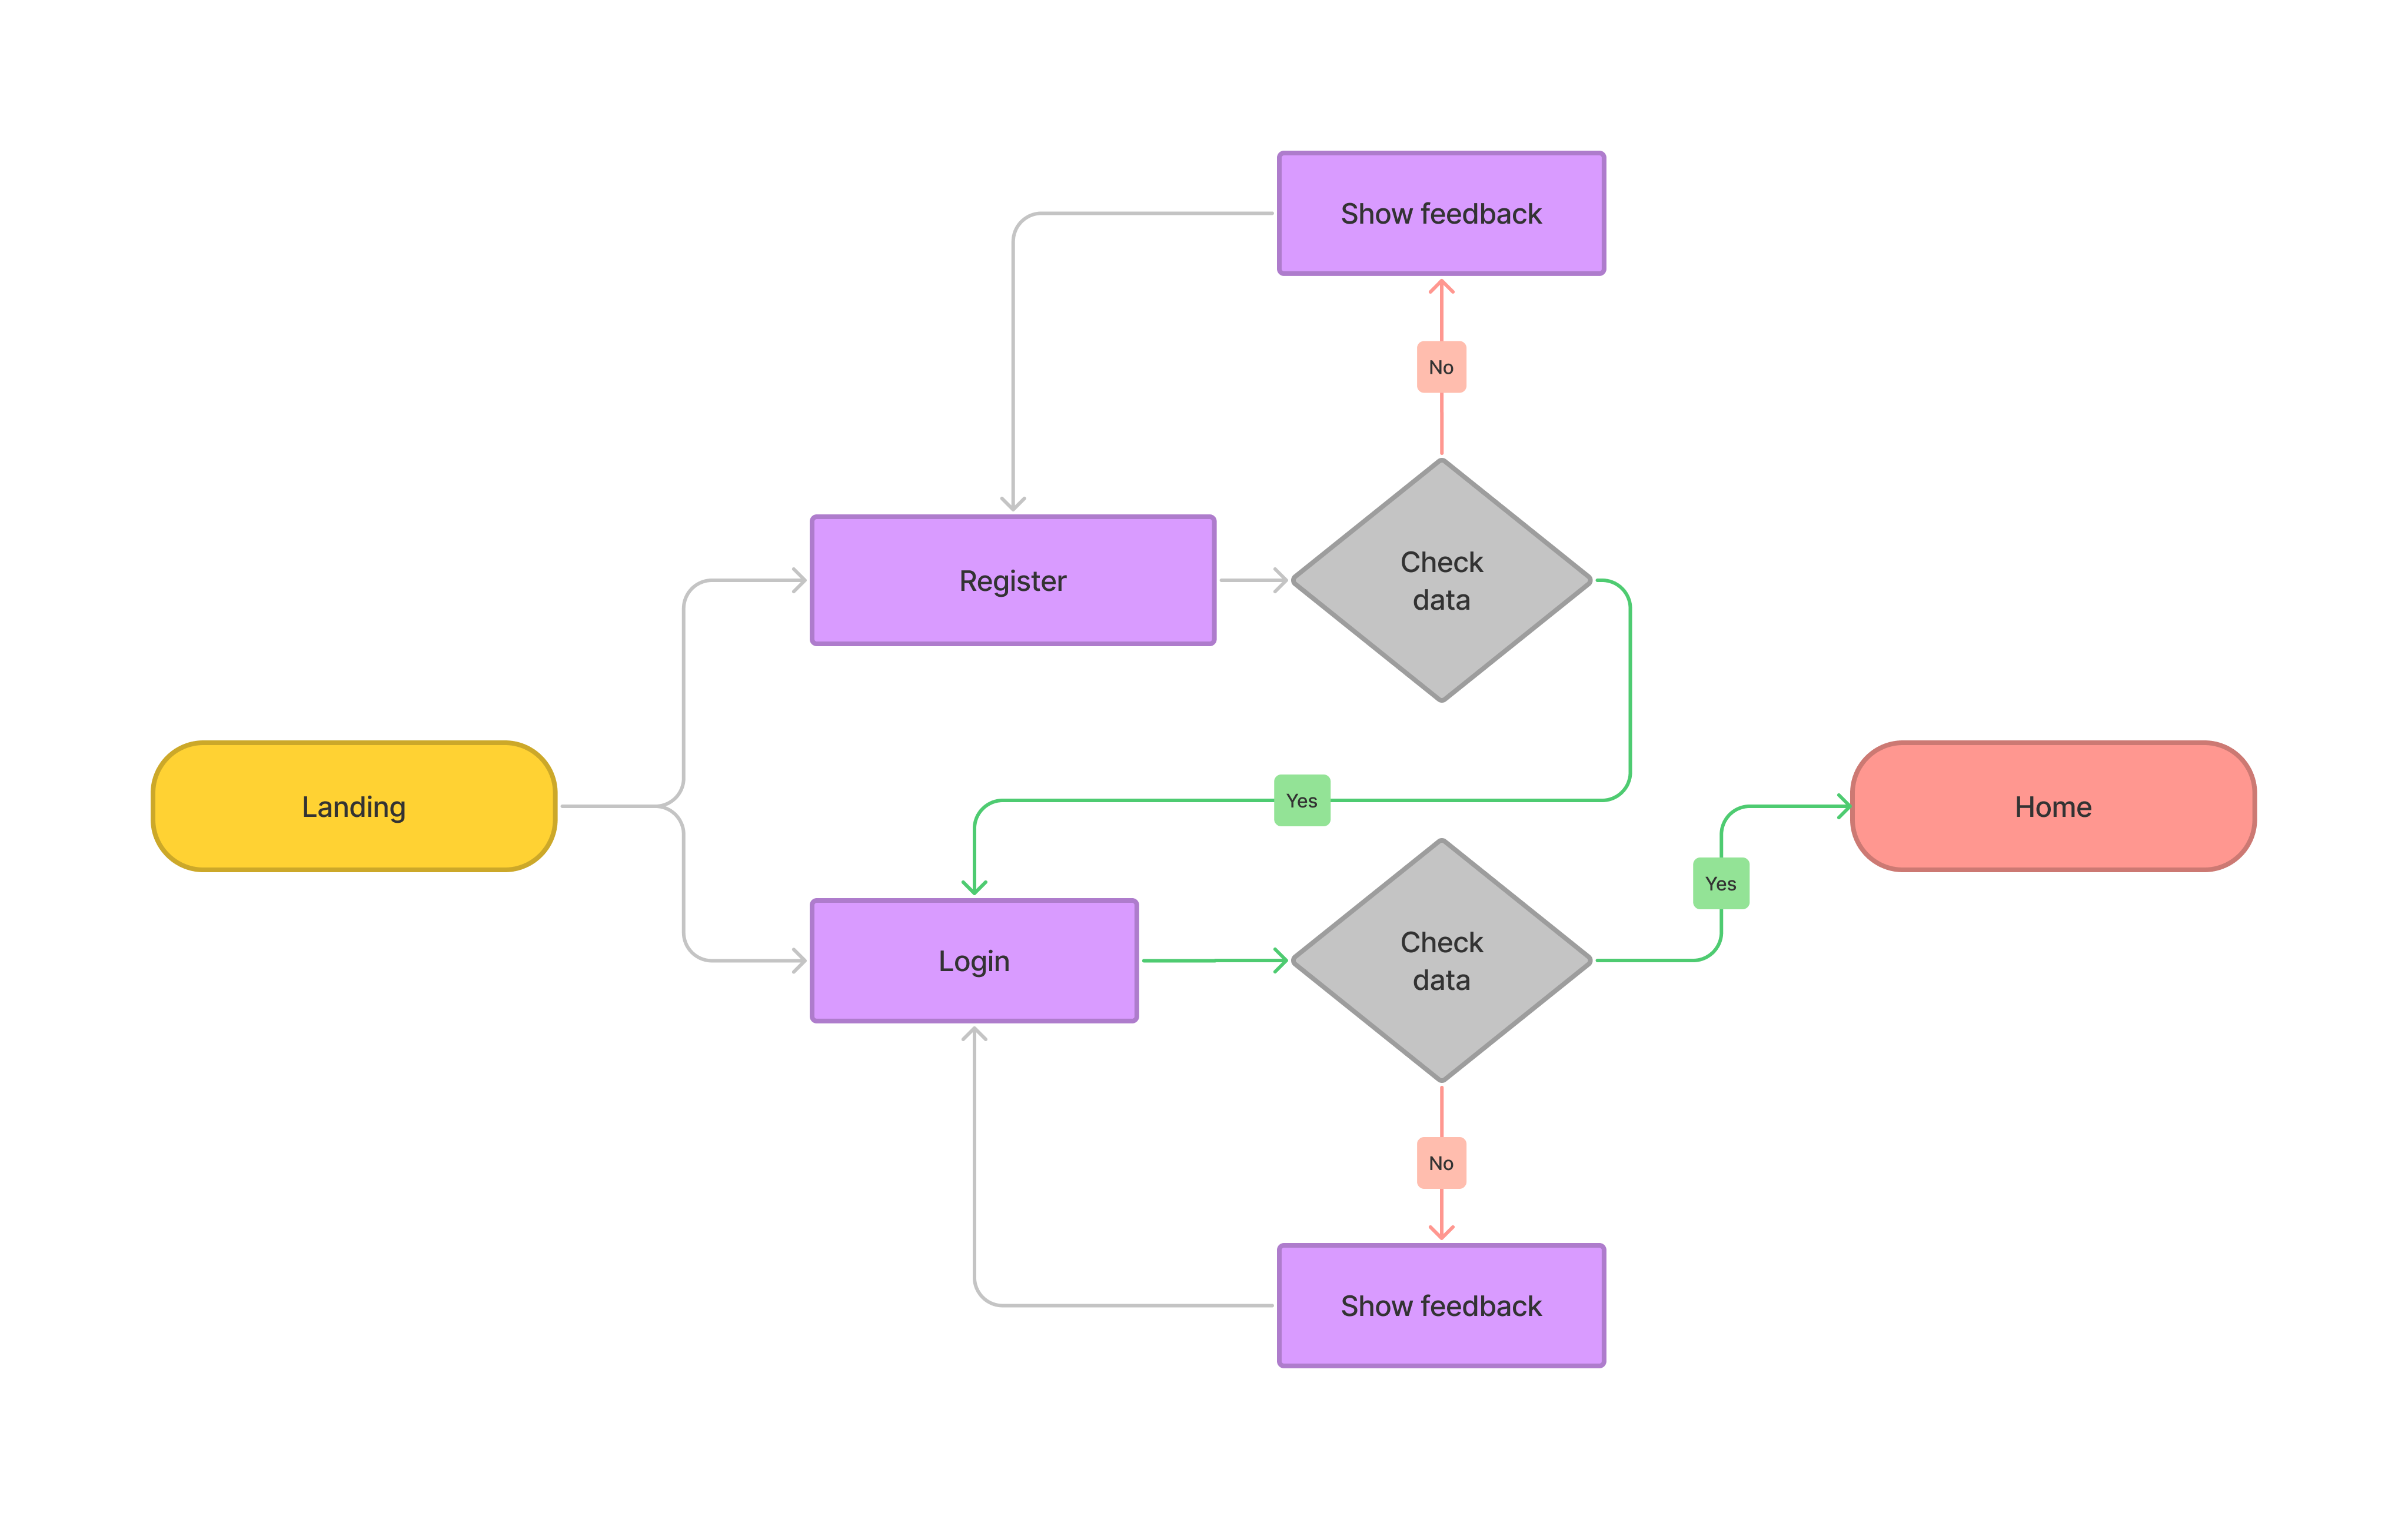 Show feedback
No
Register
Check
data
Landing
Yes
Home
Yes
Login
Check
data
No
Show feedback